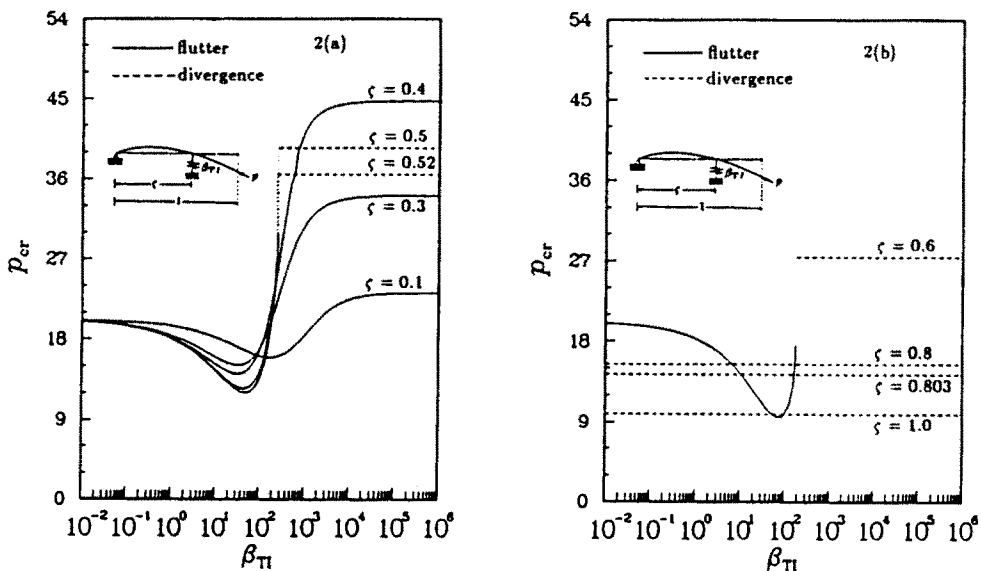 2(a)
flutter
divergence
ς = 0.4
ς = 0.5
ς = 0.52
ς = 0.3
ς = 0.1
β_TI
ς
1
p
54
45
36
27
18
9
0
p_cr
10^-2 10^-1 10^0 10^1 10^2 10^3 10^4 10^5 10^6
β_TI
2(b)
flutter
divergence
ς = 0.6
ς = 0.8
ς = 0.803
ς = 1.0
β_TI
ς
1
p
54
45
36
27
18
9
0
p_cr
10^-2 10^-1 10^0 10^1 10^2 10^3 10^4 10^5 10^6
β_TI